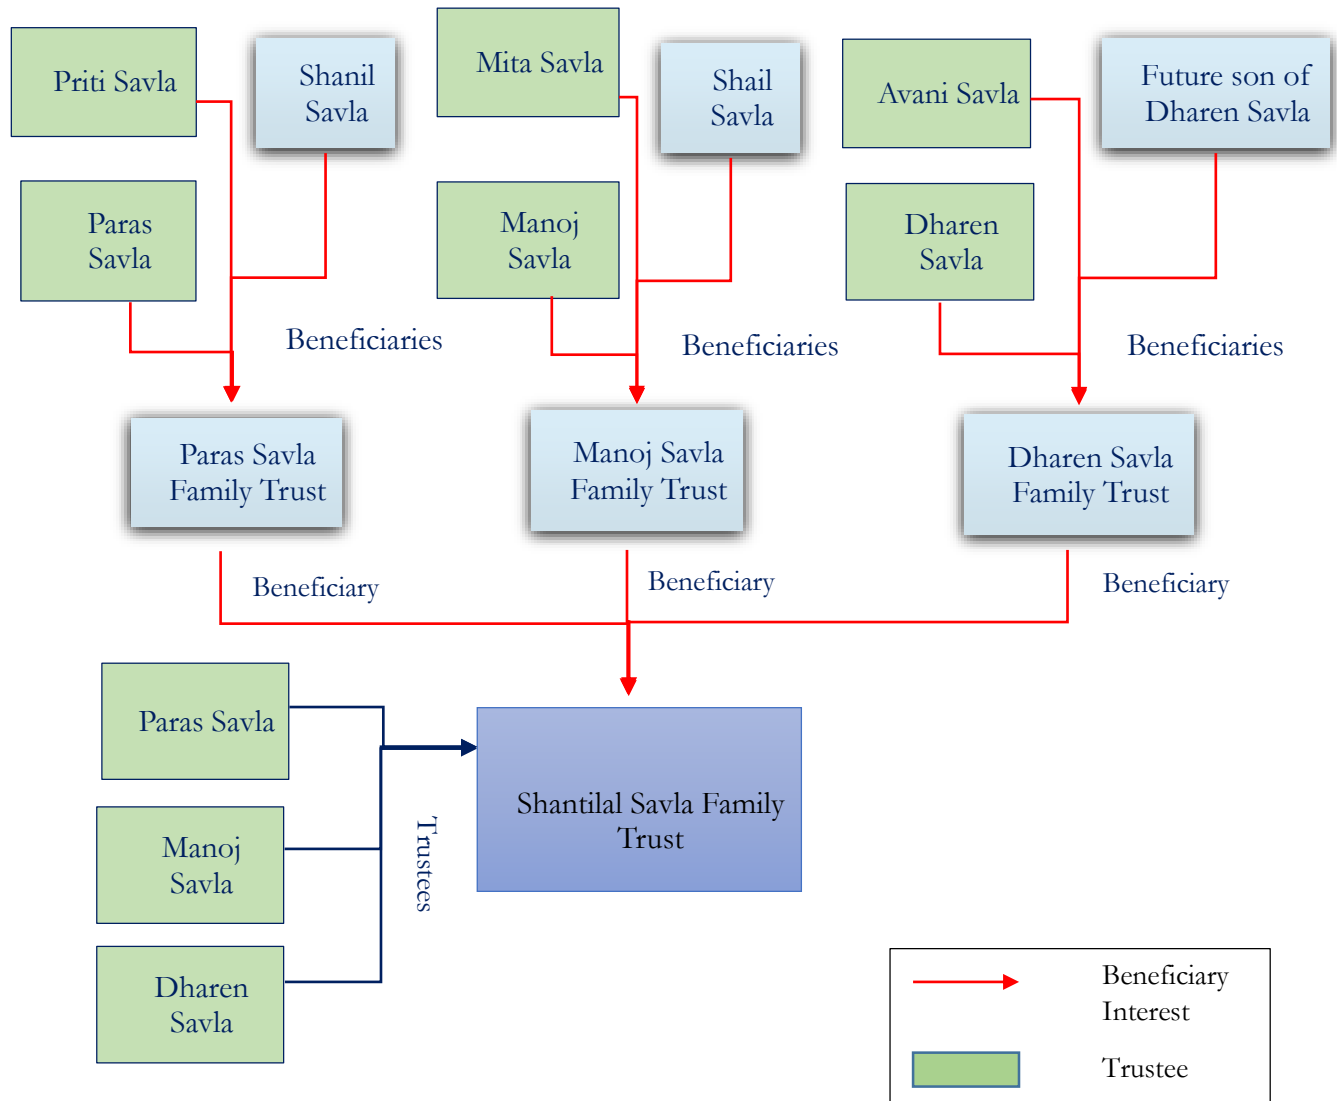 Priti Savla
Shanil
Savla
Mita Savla
Shail
Savla
Avani Savla
Future son of
Dharen Savla
Paras
Savla
Manoj
Savla
Dharen
Savla
Beneficiaries
Beneficiaries
Beneficiaries
Paras Savla
Family Trust
Manoj Savla
Family Trust
Dharen Savla
Family Trust
Beneficiary
Beneficiary
Beneficiary
Paras Savla
Manoj
Savla
Dharen
Savla
Trustees
Shantilal Savla Family
Trust
Beneficiary
Interest
Trustee